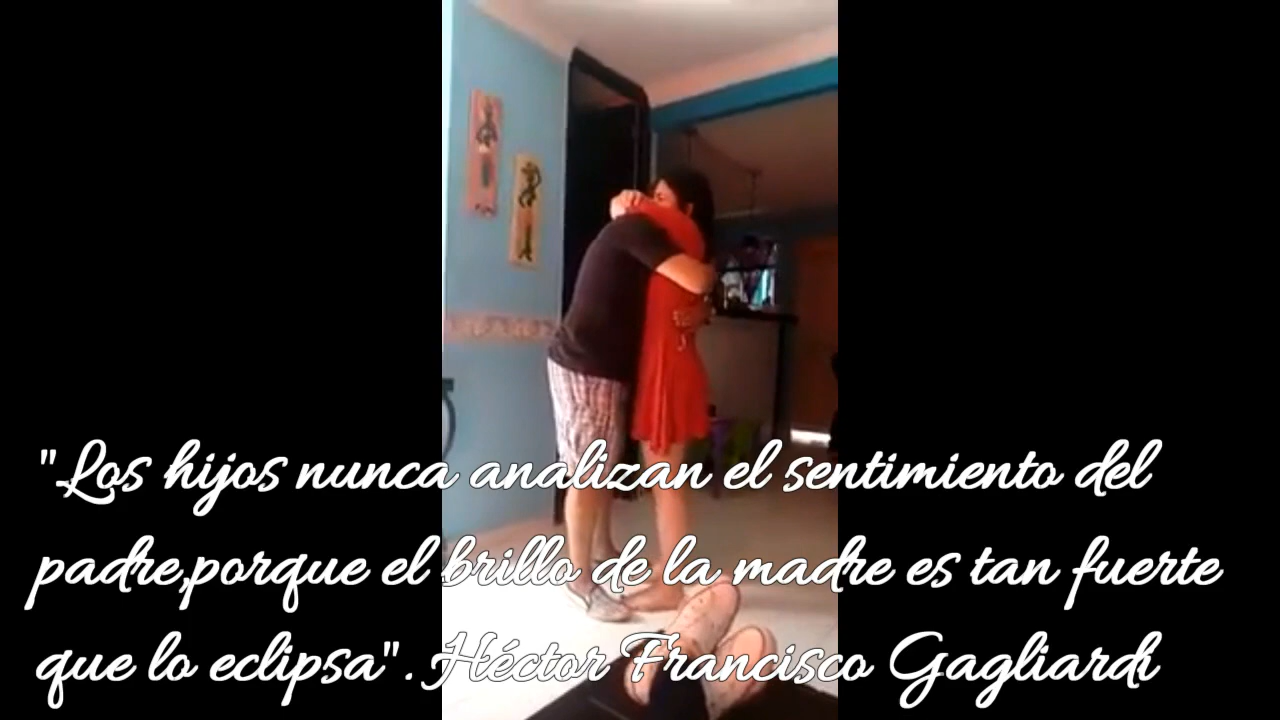 "Los hijos nunca analizan el sentimiento del
padre,porque el brillo de la madre es tan fuerte
que lo eclipsa". Héctor Francisco Gagliardi